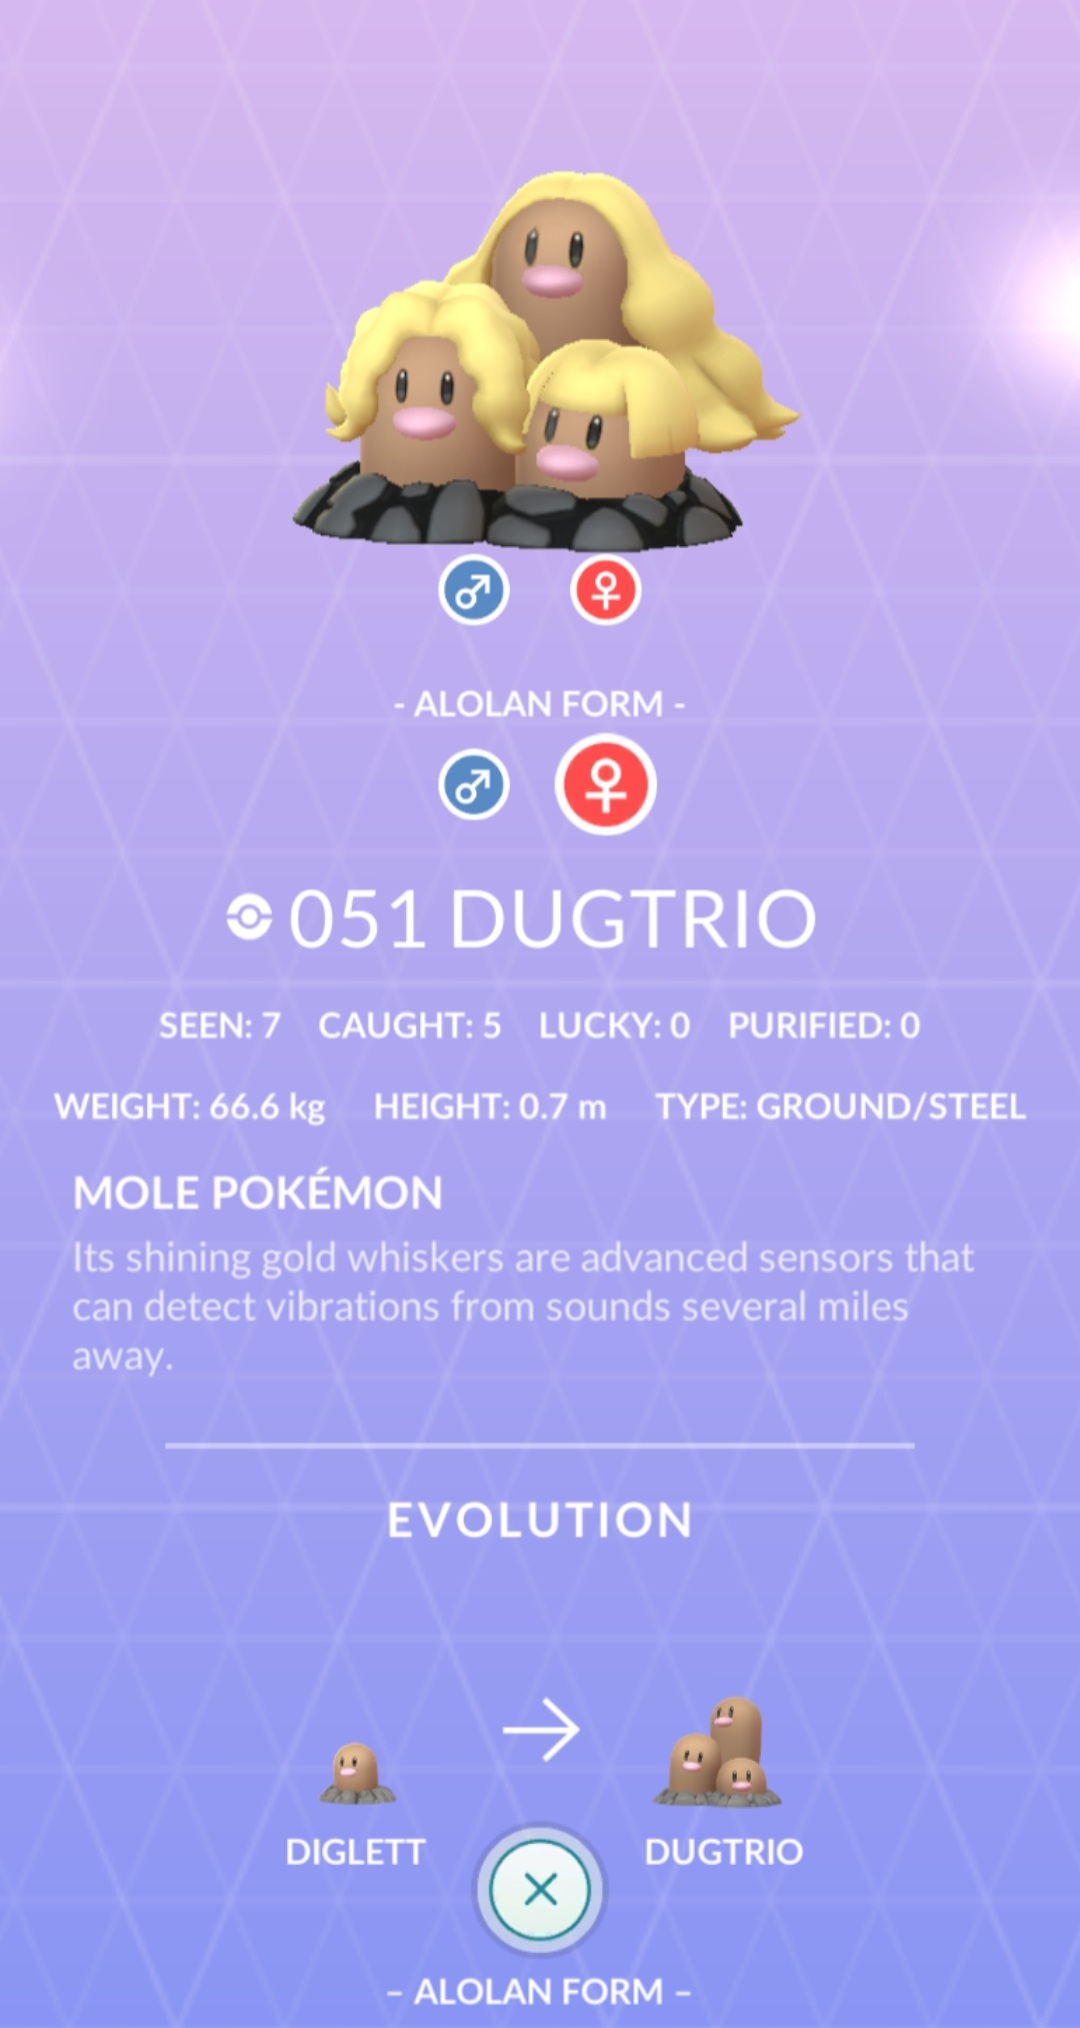 - ALOLAN FORM -
051 DUGTRIO
SEEN: 7 CAUGHT: 5 LUCKY: 0 PURIFIED: 0
WEIGHT: 66.6 kg HEIGHT: 0.7 m TYPE: GROUND/STEEL
MOLE POKÉMON
Its shining gold whiskers are advanced sensors that
can detect vibrations from sounds several miles
away.
EVOLUTION
DIGLETT DUGTRIO
– ALOLAN FORM –